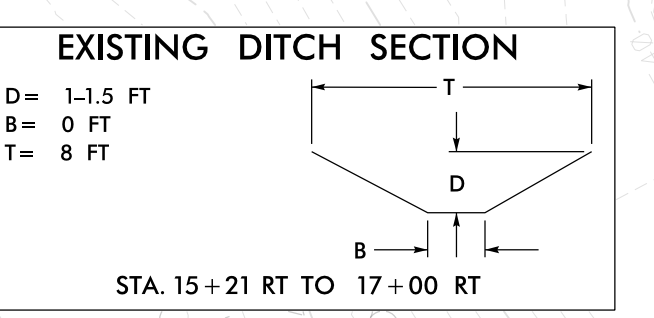 EXISTING DITCH SECTION
T
D= 1–1.5 FT
B= 0 FT
T= 8 FT
D
B
STA. 15+21 RT TO 17+00 RT